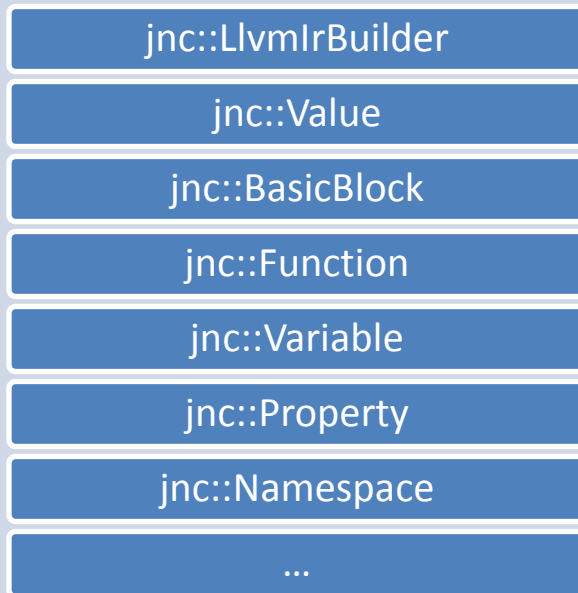 jnc::LlvmIrBuilder
jnc::Value
jnc::BasicBlock
jnc::Function
jnc::Variable
jnc::Property
jnc::Namespace
...